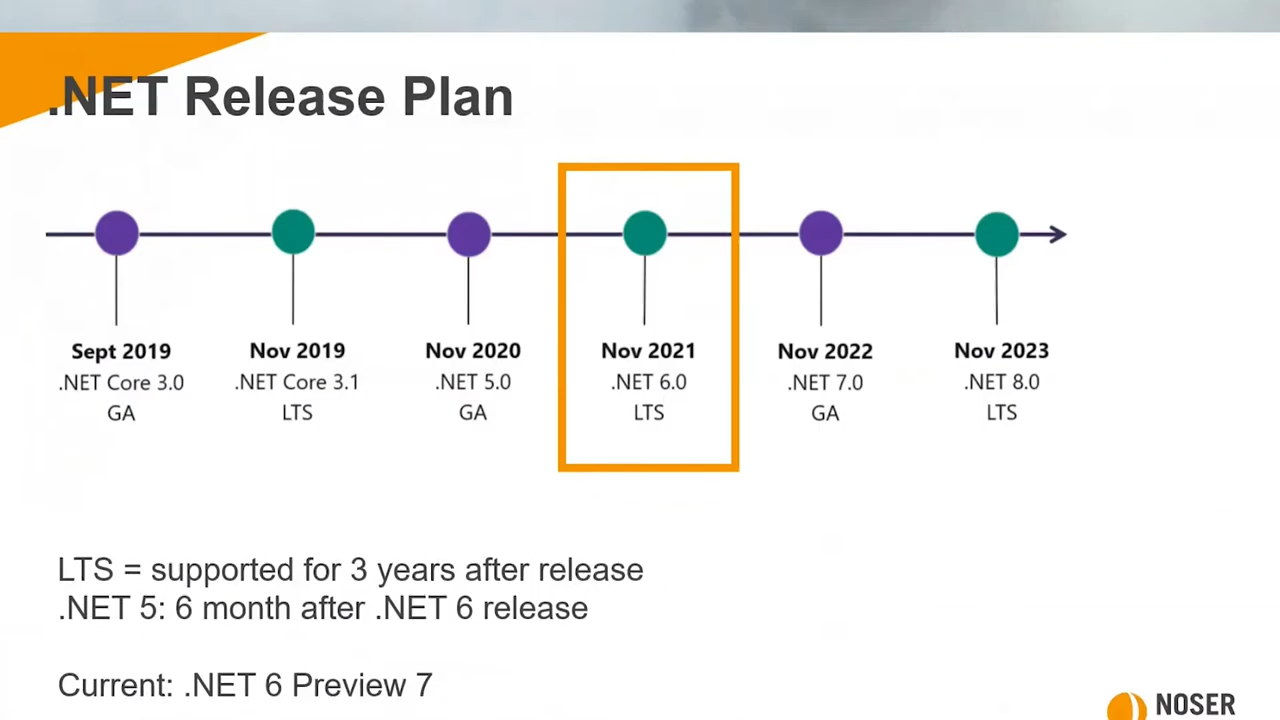 .NET Release Plan
Sept 2019
.NET Core 3.0
GA
Nov 2019
.NET Core 3.1
LTS
Nov 2020
.NET 5.0
GA
Nov 2021
.NET 6.0
LTS
Nov 2022
.NET 7.0
GA
Nov 2023
.NET 8.0
LTS
LTS = supported for 3 years after release
.NET 5: 6 month after .NET 6 release
Current: .NET 6 Preview 7
NOSER